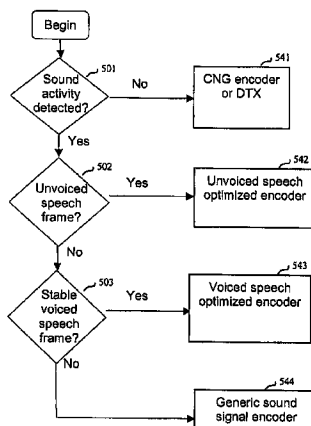 Begin
501
Sound
activity
detected?
No
541
CNG encoder
or DTX
Yes
502
Unvoiced
speech
frame?
Yes
542
Unvoiced speech
optimized encoder
No
503
Stable
voiced
speech
frame?
Yes
543
Voiced speech
optimized encoder
No
544
Generic sound
signal encoder